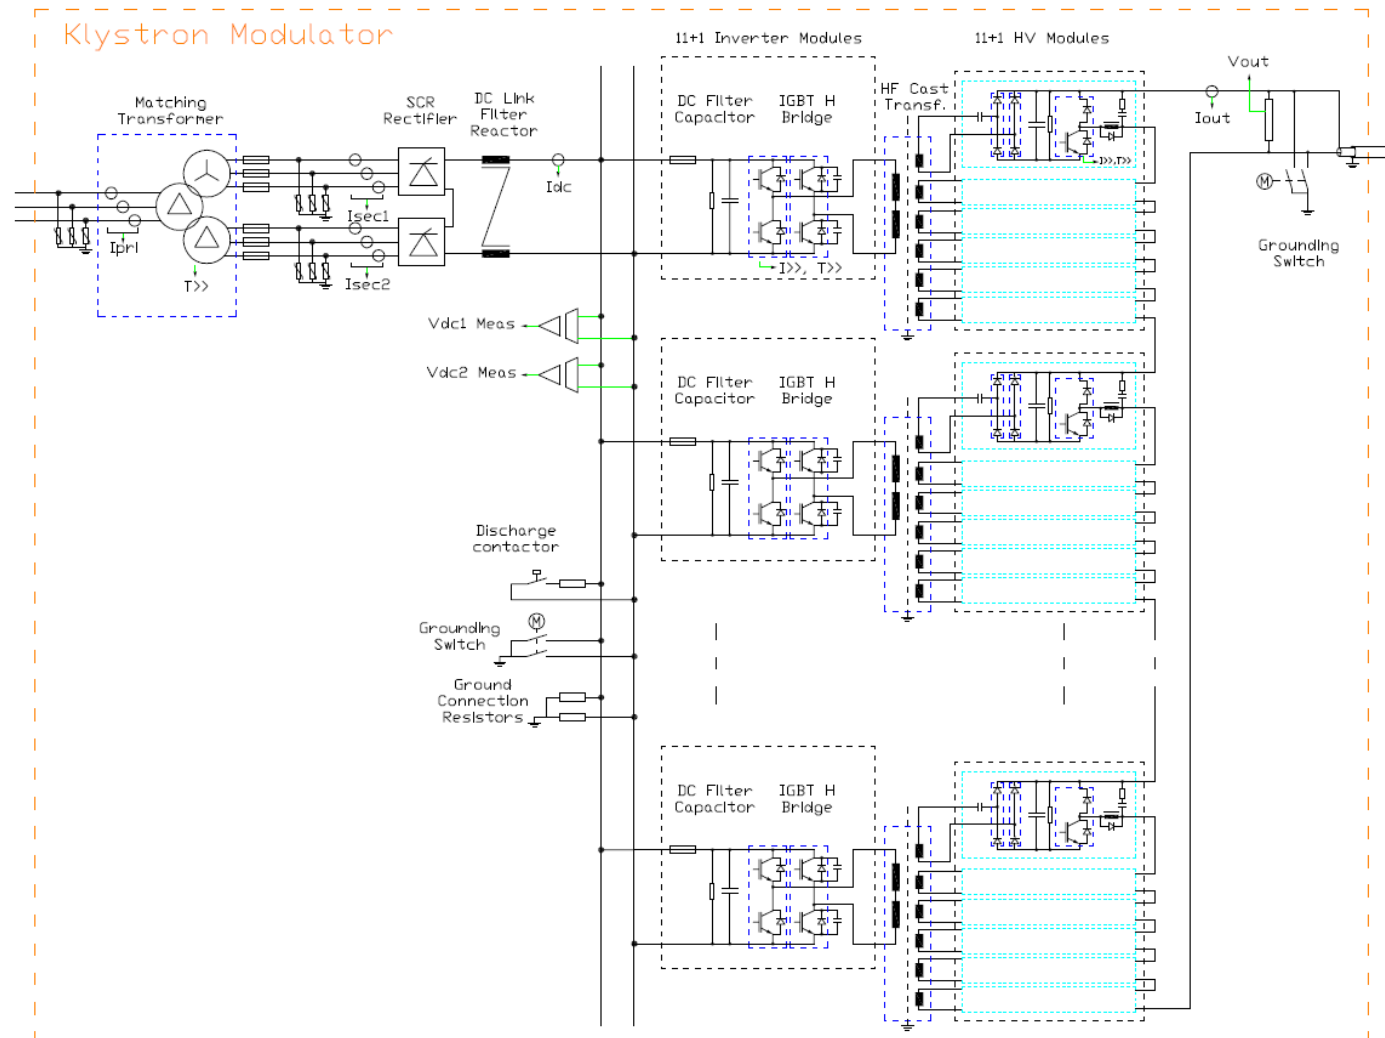 Klystron Modulator
11+1 Inverter Modules
11+1 HV Modules
Matching
Transformer
SCR
Rectifier
DC Link
Filter
Reactor
DC Filter
Capacitor
IGBT H
Bridge
HF Cast
Transf.
Vout
Iout
I>>,T>>
M
Grounding
Switch
Idc
Isec1
Ipri
Isec2
T>>
I>>, T>>
Vdc1 Meas
Vdc2 Meas
DC Filter
Capacitor
IGBT H
Bridge
Discharge
contactor
M
Grounding
Switch
Ground
Connection
Resistors
DC Filter
Capacitor
IGBT H
Bridge